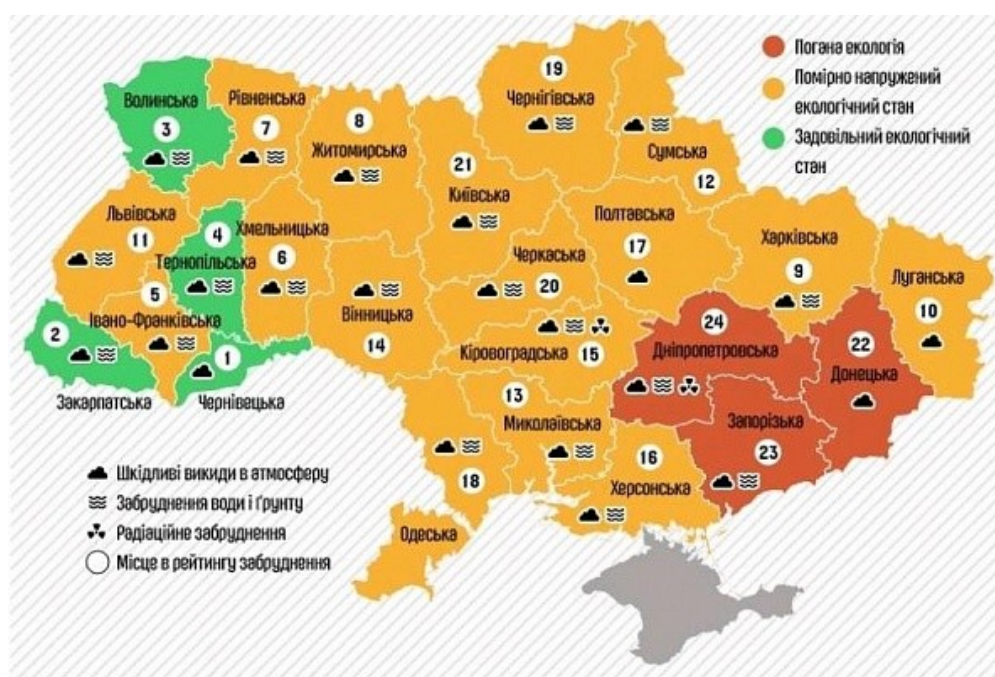 Погана екологія
Помірно напружений
екологічний стан
Задовільний екологічний
стан
19
Чернігівська
Волинська
3
Рівненська
7
8
Житомирська
21
Київська
Сумська
12
Львівська
11
4
Тернопільська
Хмельницька
6
5
Івано-Франківська
2
Закарпатська
1
Чернівецька
Вінницька
14
Черкаська
20
Полтавська
17
Харківська
9
Луганська
10
Кіровоградська
15
24
Дніпропетровська
22
Донецька
Запорізька
23
13
Миколаївська
16
Херсонська
18
Одеська
Шкідливі викиди в атмосферу
Забруднення води і ґрунту
Радіаційне забруднення
Місце в рейтингу забруднення